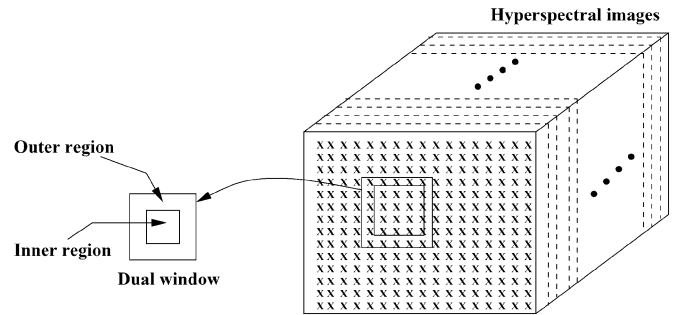 Hyperspectral images
Outer region
Inner region
Dual window